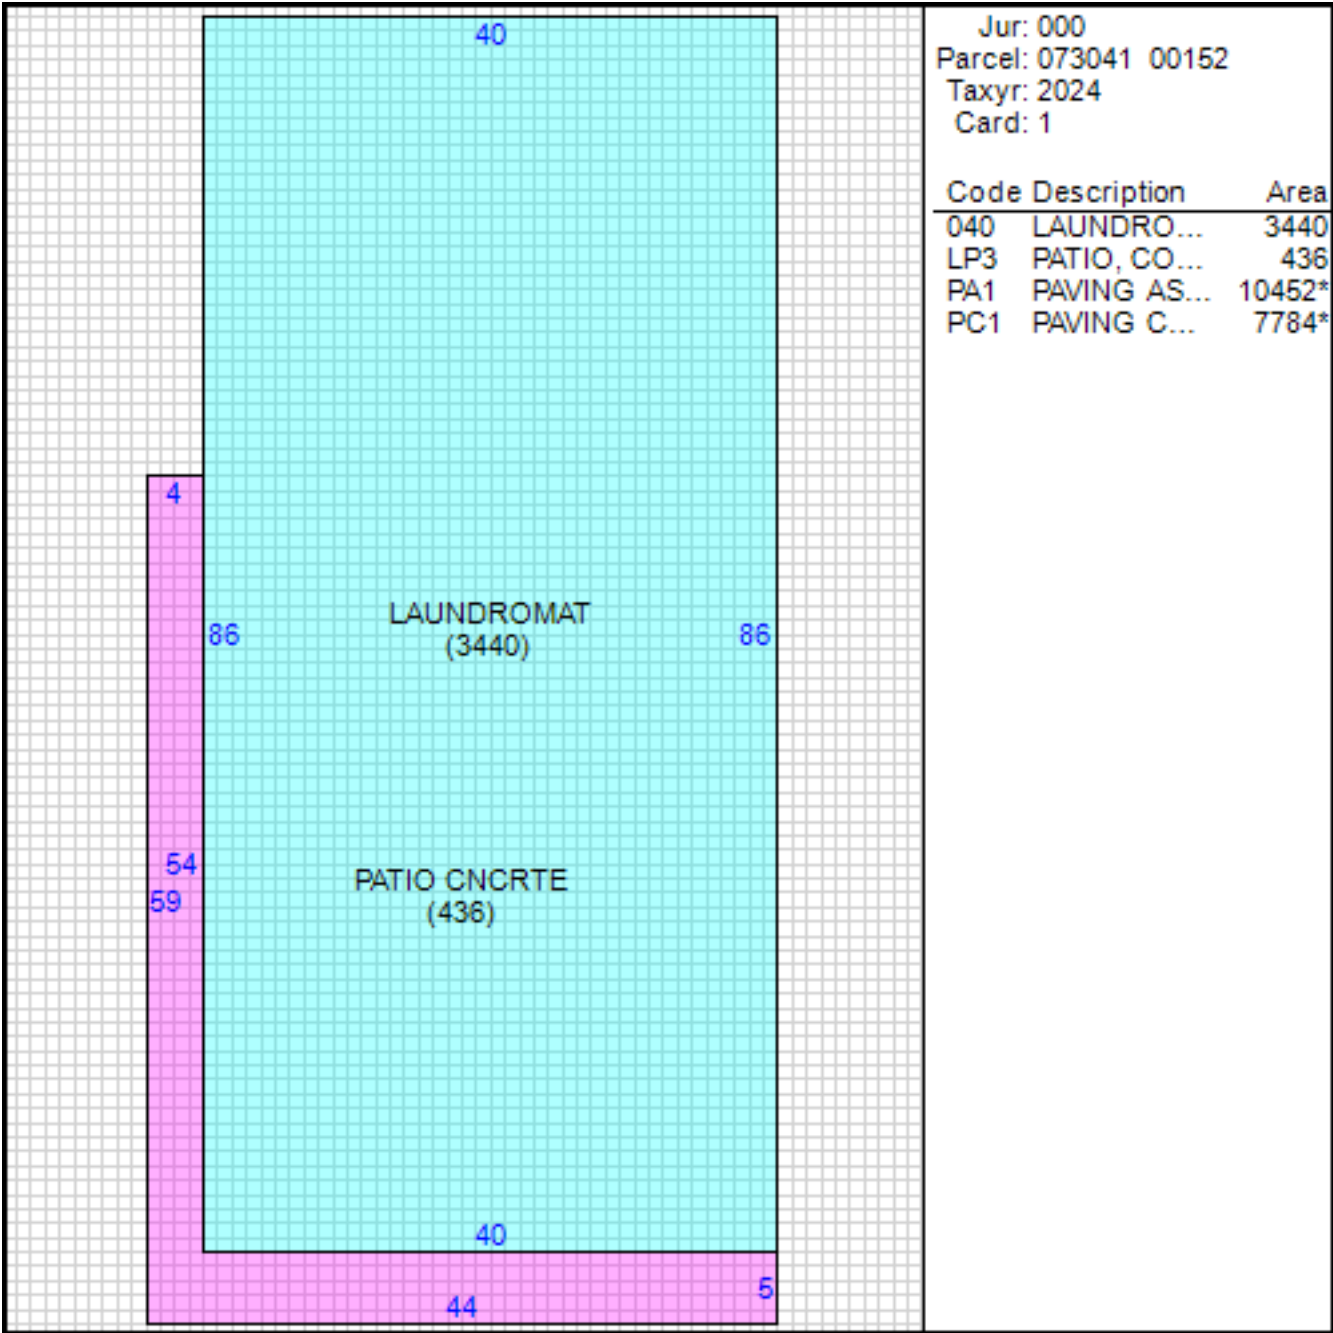 40
4
LAUNDROMAT
(3440)
86
86
54
59
PATIO CNCRTE
(436)
40
5
44
Jur: 000
Parcel: 073041 00152
Taxyr: 2024
Card: 1
Code Description Area
040 LAUNDRO... 3440
LP3 PATIO, CO... 436
PA1 PAVING AS... 10452*
PC1 PAVING C... 7784*